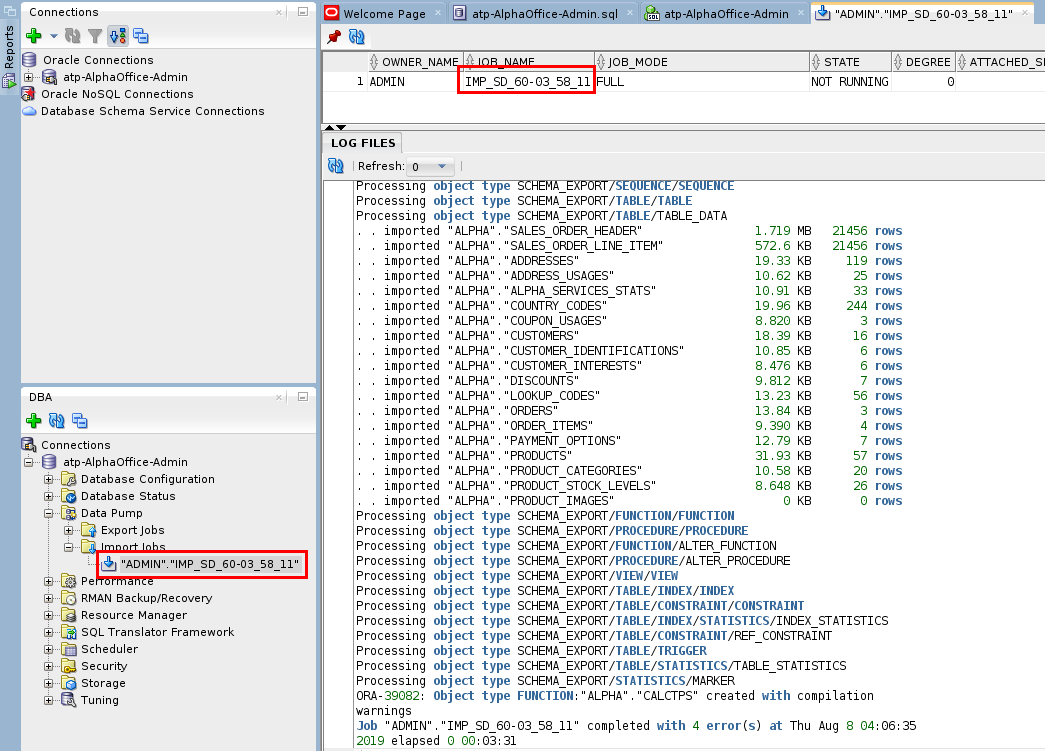 Reports
Connections
Oracle Connections
atp-AlphaOffice-Admin
Oracle NoSQL Connections
Database Schema Service Connections
DBA
Connections
atp-AlphaOffice-Admin
Database Configuration
Database Status
Data Pump
Export Jobs
Import Jobs
"ADMIN"."IMP_SD_60-03_58_11"
Performance
RMAN Backup/Recovery
Resource Manager
SQL Translator Framework
Scheduler
Security
Storage
Tuning
Welcome Page atp-AlphaOffice-Admin.sql atp-AlphaOffice-Admin "ADMIN"."IMP_SD_60-03_58_11"
OWNER_NAME JOB_NAME JOB_MODE STATE DEGREE ATTACHED_SE
1 ADMIN IMP_SD_60-03_58_11 FULL NOT RUNNING 0
LOG FILES
Refresh: 0
Processing object type SCHEMA_EXPORT/SEQUENCE/SEQUENCE
Processing object type SCHEMA_EXPORT/TABLE/TABLE
Processing object type SCHEMA_EXPORT/TABLE/TABLE_DATA
. . imported "ALPHA"."SALES_ORDER_HEADER" 1.719 MB 21456 rows
. . imported "ALPHA"."SALES_ORDER_LINE_ITEM" 572.6 KB 21456 rows
. . imported "ALPHA"."ADDRESSES" 19.33 KB 119 rows
. . imported "ALPHA"."ADDRESS_USAGES" 10.62 KB 25 rows
. . imported "ALPHA"."ALPHA_SERVICES_STATS" 10.91 KB 33 rows
. . imported "ALPHA"."COUNTRY_CODES" 19.96 KB 244 rows
. . imported "ALPHA"."COUPON_USAGES" 8.820 KB 3 rows
. . imported "ALPHA"."CUSTOMERS" 18.39 KB 16 rows
. . imported "ALPHA"."CUSTOMER_IDENTIFICATIONS" 10.85 KB 6 rows
. . imported "ALPHA"."CUSTOMER_INTERESTS" 8.476 KB 6 rows
. . imported "ALPHA"."DISCOUNTS" 9.812 KB 7 rows
. . imported "ALPHA"."LOOKUP_CODES" 13.23 KB 56 rows
. . imported "ALPHA"."ORDERS" 13.84 KB 3 rows
. . imported "ALPHA"."ORDER_ITEMS" 9.390 KB 4 rows
. . imported "ALPHA"."PAYMENT_OPTIONS" 12.79 KB 7 rows
. . imported "ALPHA"."PRODUCTS" 31.93 KB 57 rows
. . imported "ALPHA"."PRODUCT_CATEGORIES" 10.58 KB 20 rows
. . imported "ALPHA"."PRODUCT_STOCK_LEVELS" 8.648 KB 26 rows
. . imported "ALPHA"."PRODUCT_IMAGES" 0 KB 0 rows
Processing object type SCHEMA_EXPORT/FUNCTION/FUNCTION
Processing object type SCHEMA_EXPORT/PROCEDURE/PROCEDURE
Processing object type SCHEMA_EXPORT/FUNCTION/ALTER_FUNCTION
Processing object type SCHEMA_EXPORT/PROCEDURE/ALTER_PROCEDURE
Processing object type SCHEMA_EXPORT/VIEW/VIEW
Processing object type SCHEMA_EXPORT/TABLE/INDEX/INDEX
Processing object type SCHEMA_EXPORT/TABLE/CONSTRAINT/CONSTRAINT
Processing object type SCHEMA_EXPORT/TABLE/INDEX/STATISTICS/INDEX_STATISTICS
Processing object type SCHEMA_EXPORT/TABLE/CONSTRAINT/REF_CONSTRAINT
Processing object type SCHEMA_EXPORT/TABLE/TRIGGER
Processing object type SCHEMA_EXPORT/TABLE/STATISTICS/TABLE_STATISTICS
Processing object type SCHEMA_EXPORT/STATISTICS/MARKER
ORA-39082: Object type FUNCTION:"ALPHA"."CALCTPS" created with compilation
warnings
Job "ADMIN"."IMP_SD_60-03_58_11" completed with 4 error(s) at Thu Aug 8 04:06:35
2019 elapsed 0 00:03:31